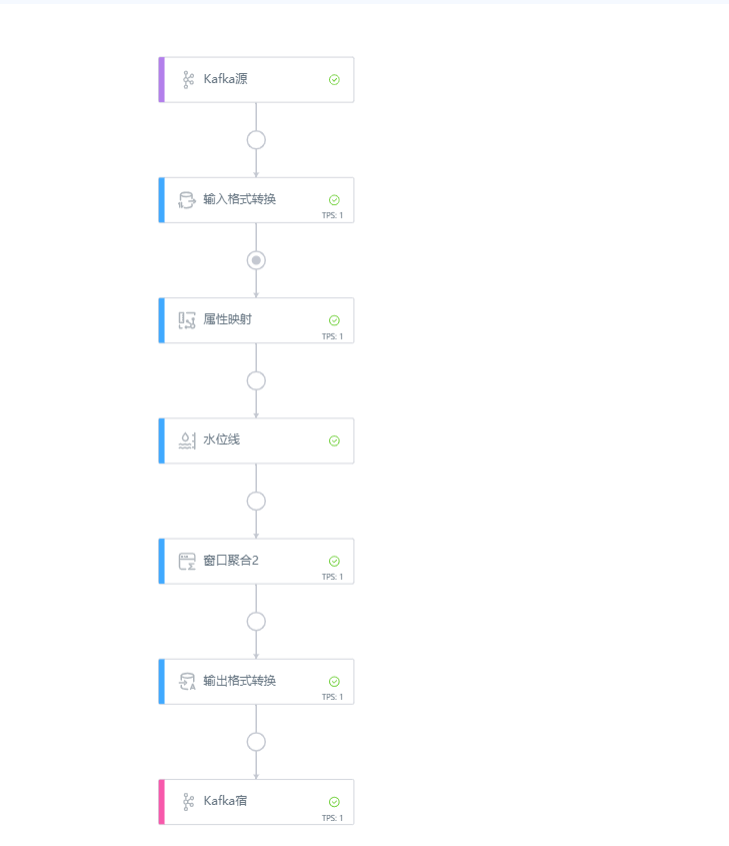 Kafka源
输入格式转换
TPS: 1
属性映射
TPS: 1
水位线
窗口聚合2
TPS: 1
输出格式转换
TPS: 1
Kafka宿
TPS: 1